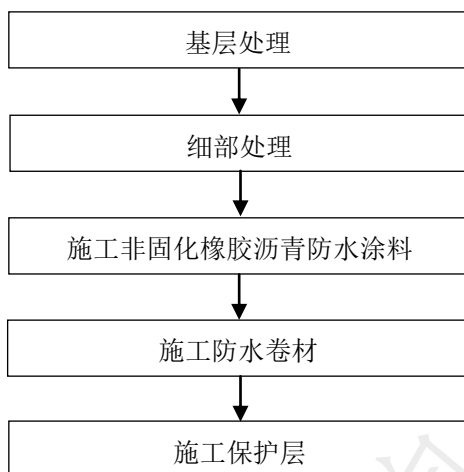 基层处理
细部处理
施工非固化橡胶沥青防水涂料
施工防水卷材
施工保护层